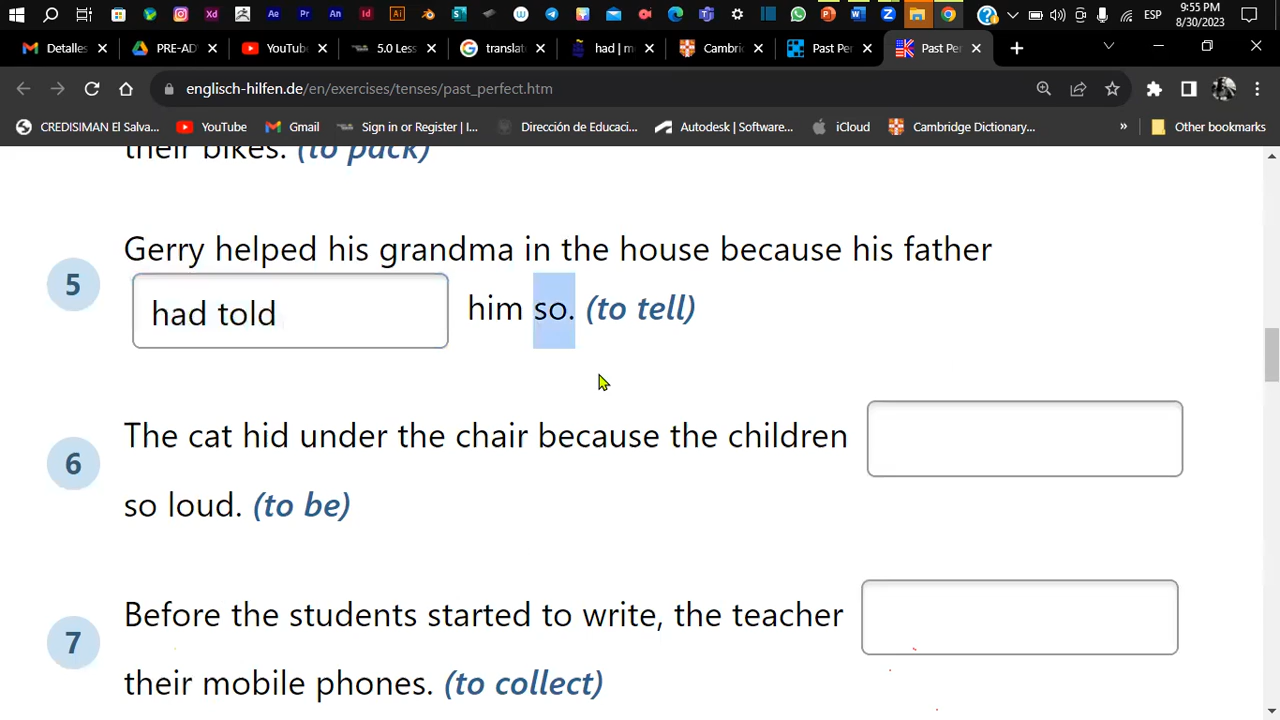 9:55 PM
ESP
8/30/2023
Detalles
PRE-AD
YouTube
5.0 Less
translat
had | m
Cambri
Past Per
Past Per
englisch-hilfen.de/en/exercises/tenses/past_perfect.htm
CREDISIMAN El Salva...
YouTube
Gmail
Sign in or Register | I...
Dirección de Educaci...
Autodesk | Software...
iCloud
Cambridge Dictionary...
»
Other bookmarks
their bikes. (to pack)
Gerry helped his grandma in the house because his father
5
had told him so. (to tell)
The cat hid under the chair because the children
6
so loud. (to be)
Before the students started to write, the teacher
7
their mobile phones. (to collect)